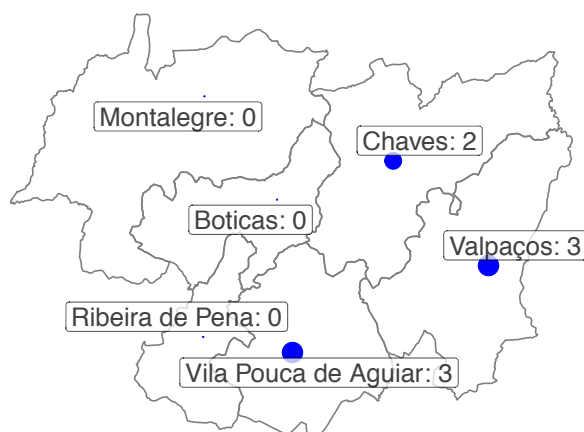 Montalegre: 0
Chaves: 2
Boticas: 0
Valpaços: 3
Ribeira de Pena: 0
Vila Pouca de Aguiar: 3